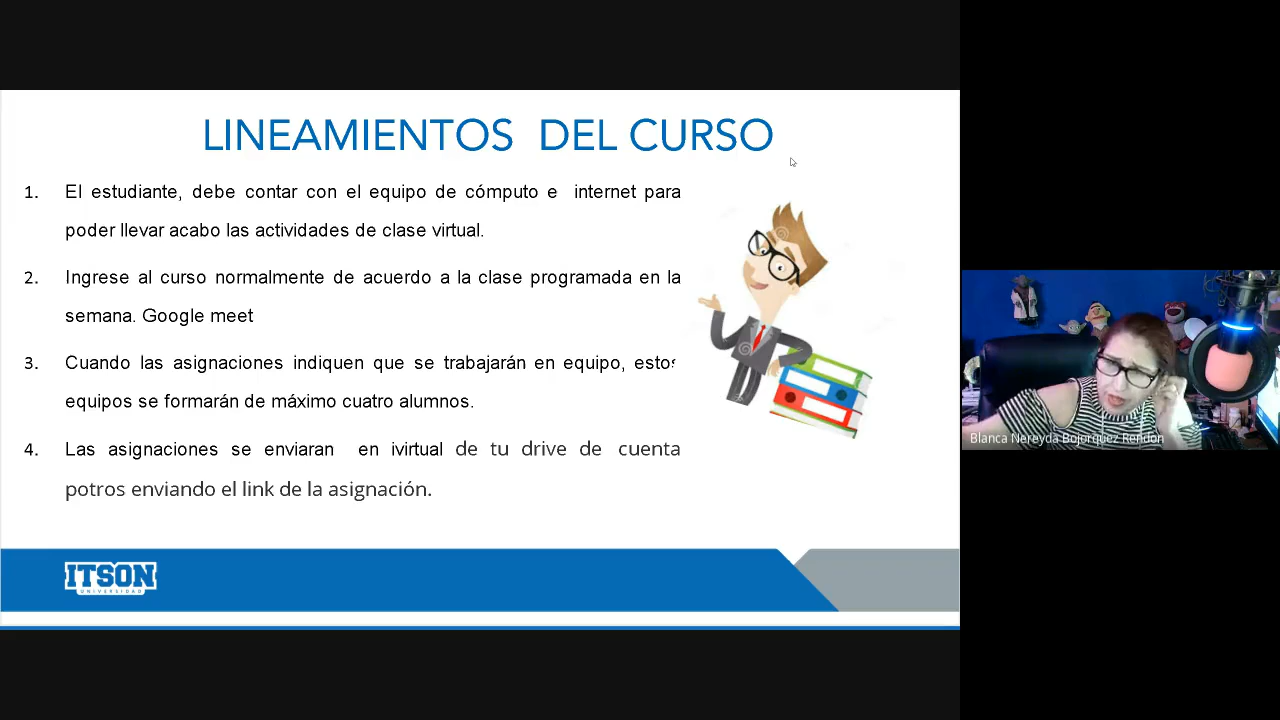 LINEAMIENTOS DEL CURSO
1. El estudiante, debe contar con el equipo de cómputo e internet para
poder llevar acabo las actividades de clase virtual.
2. Ingrese al curso normalmente de acuerdo a la clase programada en la
semana. Google meet
3. Cuando las asignaciones indiquen que se trabajarán en equipo, estos
equipos se formarán de máximo cuatro alumnos.
4. Las asignaciones se enviaran en ivirtual de tu drive de cuenta
potros enviando el link de la asignación.
ITSON
UNIVERSIDAD
Blanca Nereyda Bojorquez Rendon